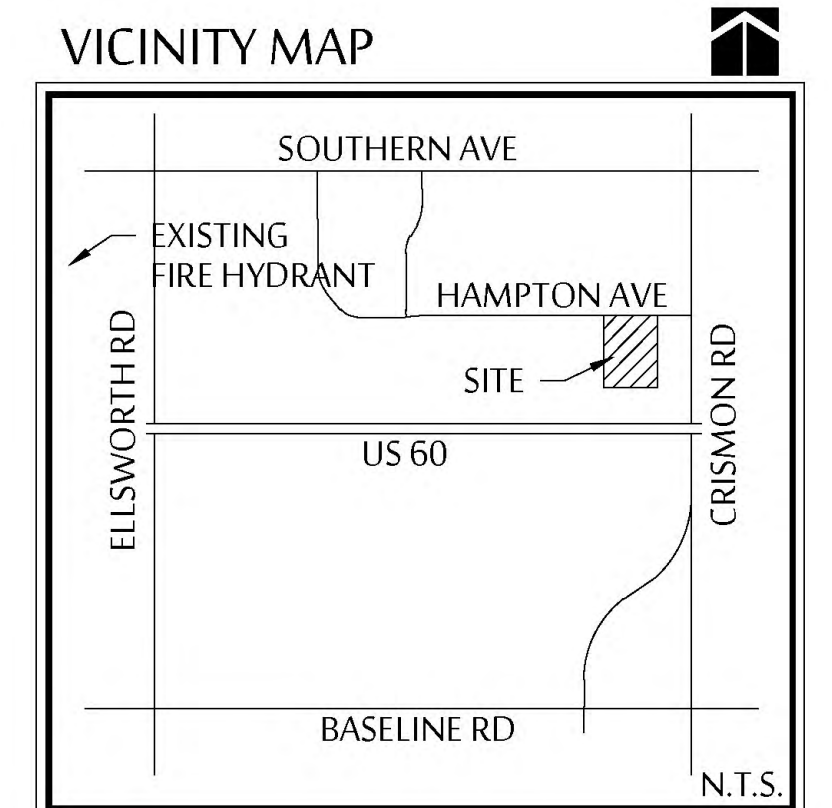 VICINITY MAP
SOUTHERN AVE
EXISTING
FIRE HYDRANT
HAMPTON AVE
ELLSWORTH RD
SITE
CRISMON RD
US 60
BASELINE RD
N.T.S.